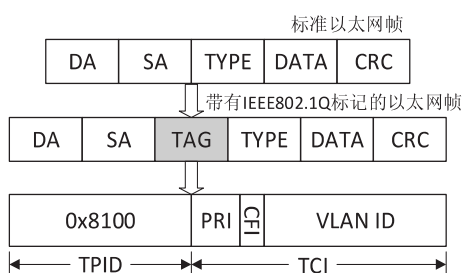 标准以太网帧
DA SA TYPE DATA CRC
带有IEEE802.1Q标记的以太网帧
DA SA TAG TYPE DATA CRC
0x8100 PRI CFI VLAN ID
TPID TCI